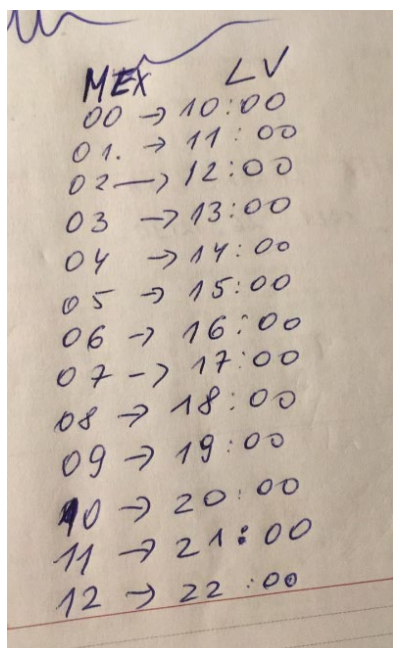 MEX LV
00 → 10:00
01. → 11:00
02 → 12:00
03 → 13:00
04 → 14:00
05 → 15:00
06 → 16:00
07 → 17:00
08 → 18:00
09 → 19:00
10 → 20:00
11 → 21:00
12 → 22:00